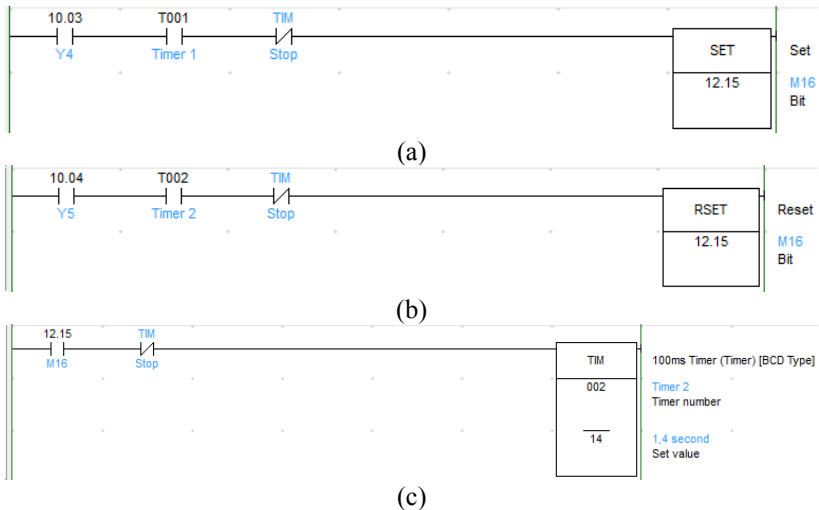 10.03 T001 TIM
Y4 Timer 1 Stop
SET Set
12.15 M16
Bit
(a)
10.04 T002 TIM
Y5 Timer 2 Stop
RSET Reset
12.15 M16
Bit
(b)
12.15 TIM
M16 Stop
TIM 100ms Timer (Timer) [BCD Type]
002 Timer 2
Timer number
14 1,4 second
Set value
(c)